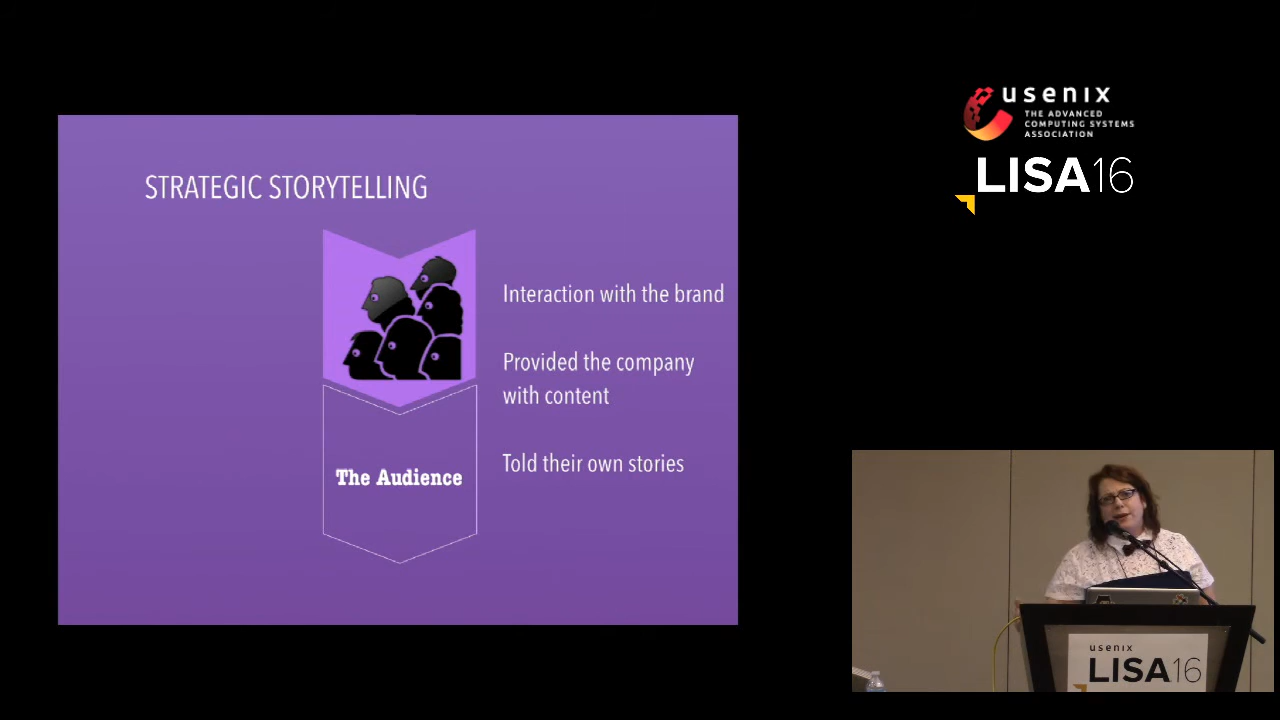 STRATEGIC STORYTELLING
Interaction with the brand
Provided the company
with content
Told their own stories
The Audience
usenix
THE ADVANCED
COMPUTING SYSTEMS
ASSOCIATION
LISA16
usenix
LISA16